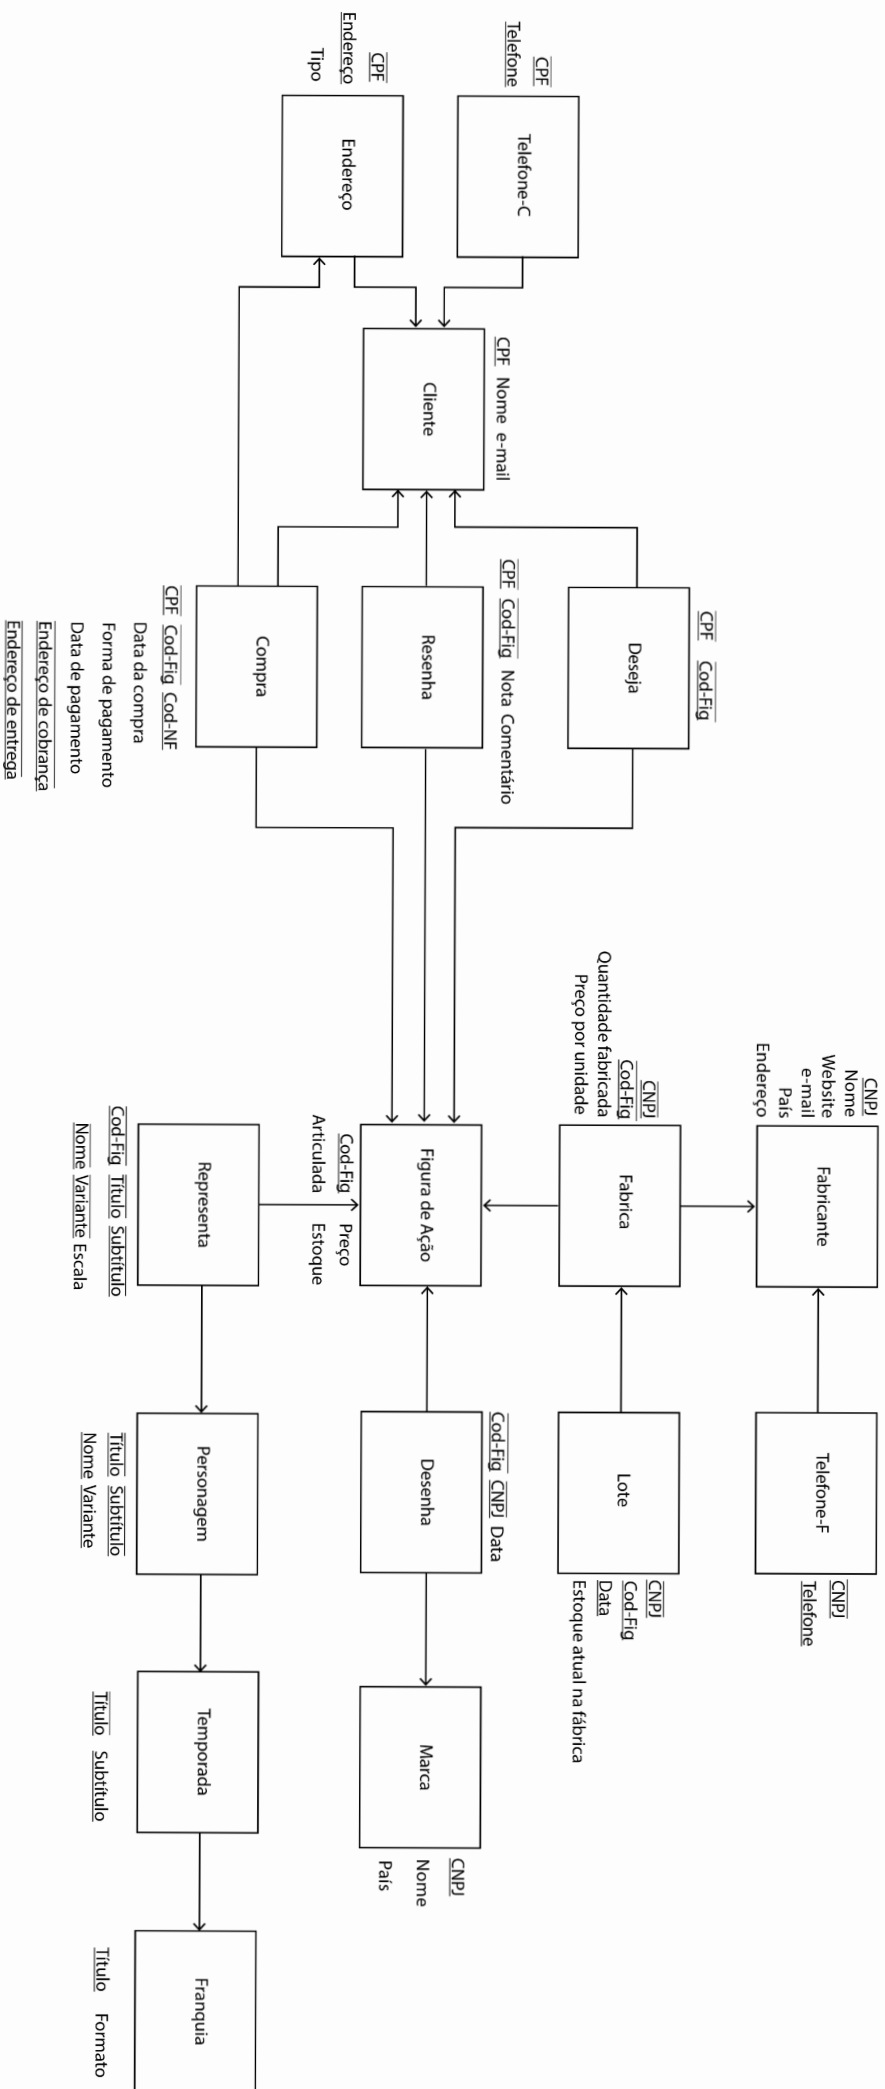 CPF
Telefone
Telefone-C
CPF
Endereço
Tipo
Endereço
CPF Nome e-mail
Cliente
CPF Cod-Fig
Deseja
CPF Cod-Fig Nota Comentário
Resenha
Compra
CPF Cod-Fig Cod-NF
Data da compra
Forma de pagamento
Data de pagamento
Endereço de cobrança
Endereço de entrega
CNPJ
Nome
Website
e-mail
País
Endereço
Fabricante
Telefone-F
CNPJ
Telefone
CNPJ
Cod-Fig
Quantidade fabricada
Preço por unidade
Fabrica
Lote
CNPJ
Cod-Fig
Data
Estoque atual na fábrica
Figura de Ação
Cod-Fig Preço
Articulada Estoque
Cod-Fig CNPJ Data
Desenha
Marca
CNPJ
Nome
País
Representa
Cod-Fig Título Subtítulo
Nome Variante Escala
Personagem
Título Subtítulo
Nome Variante
Temporada
Título Subtítulo
Franquia
Título Formato